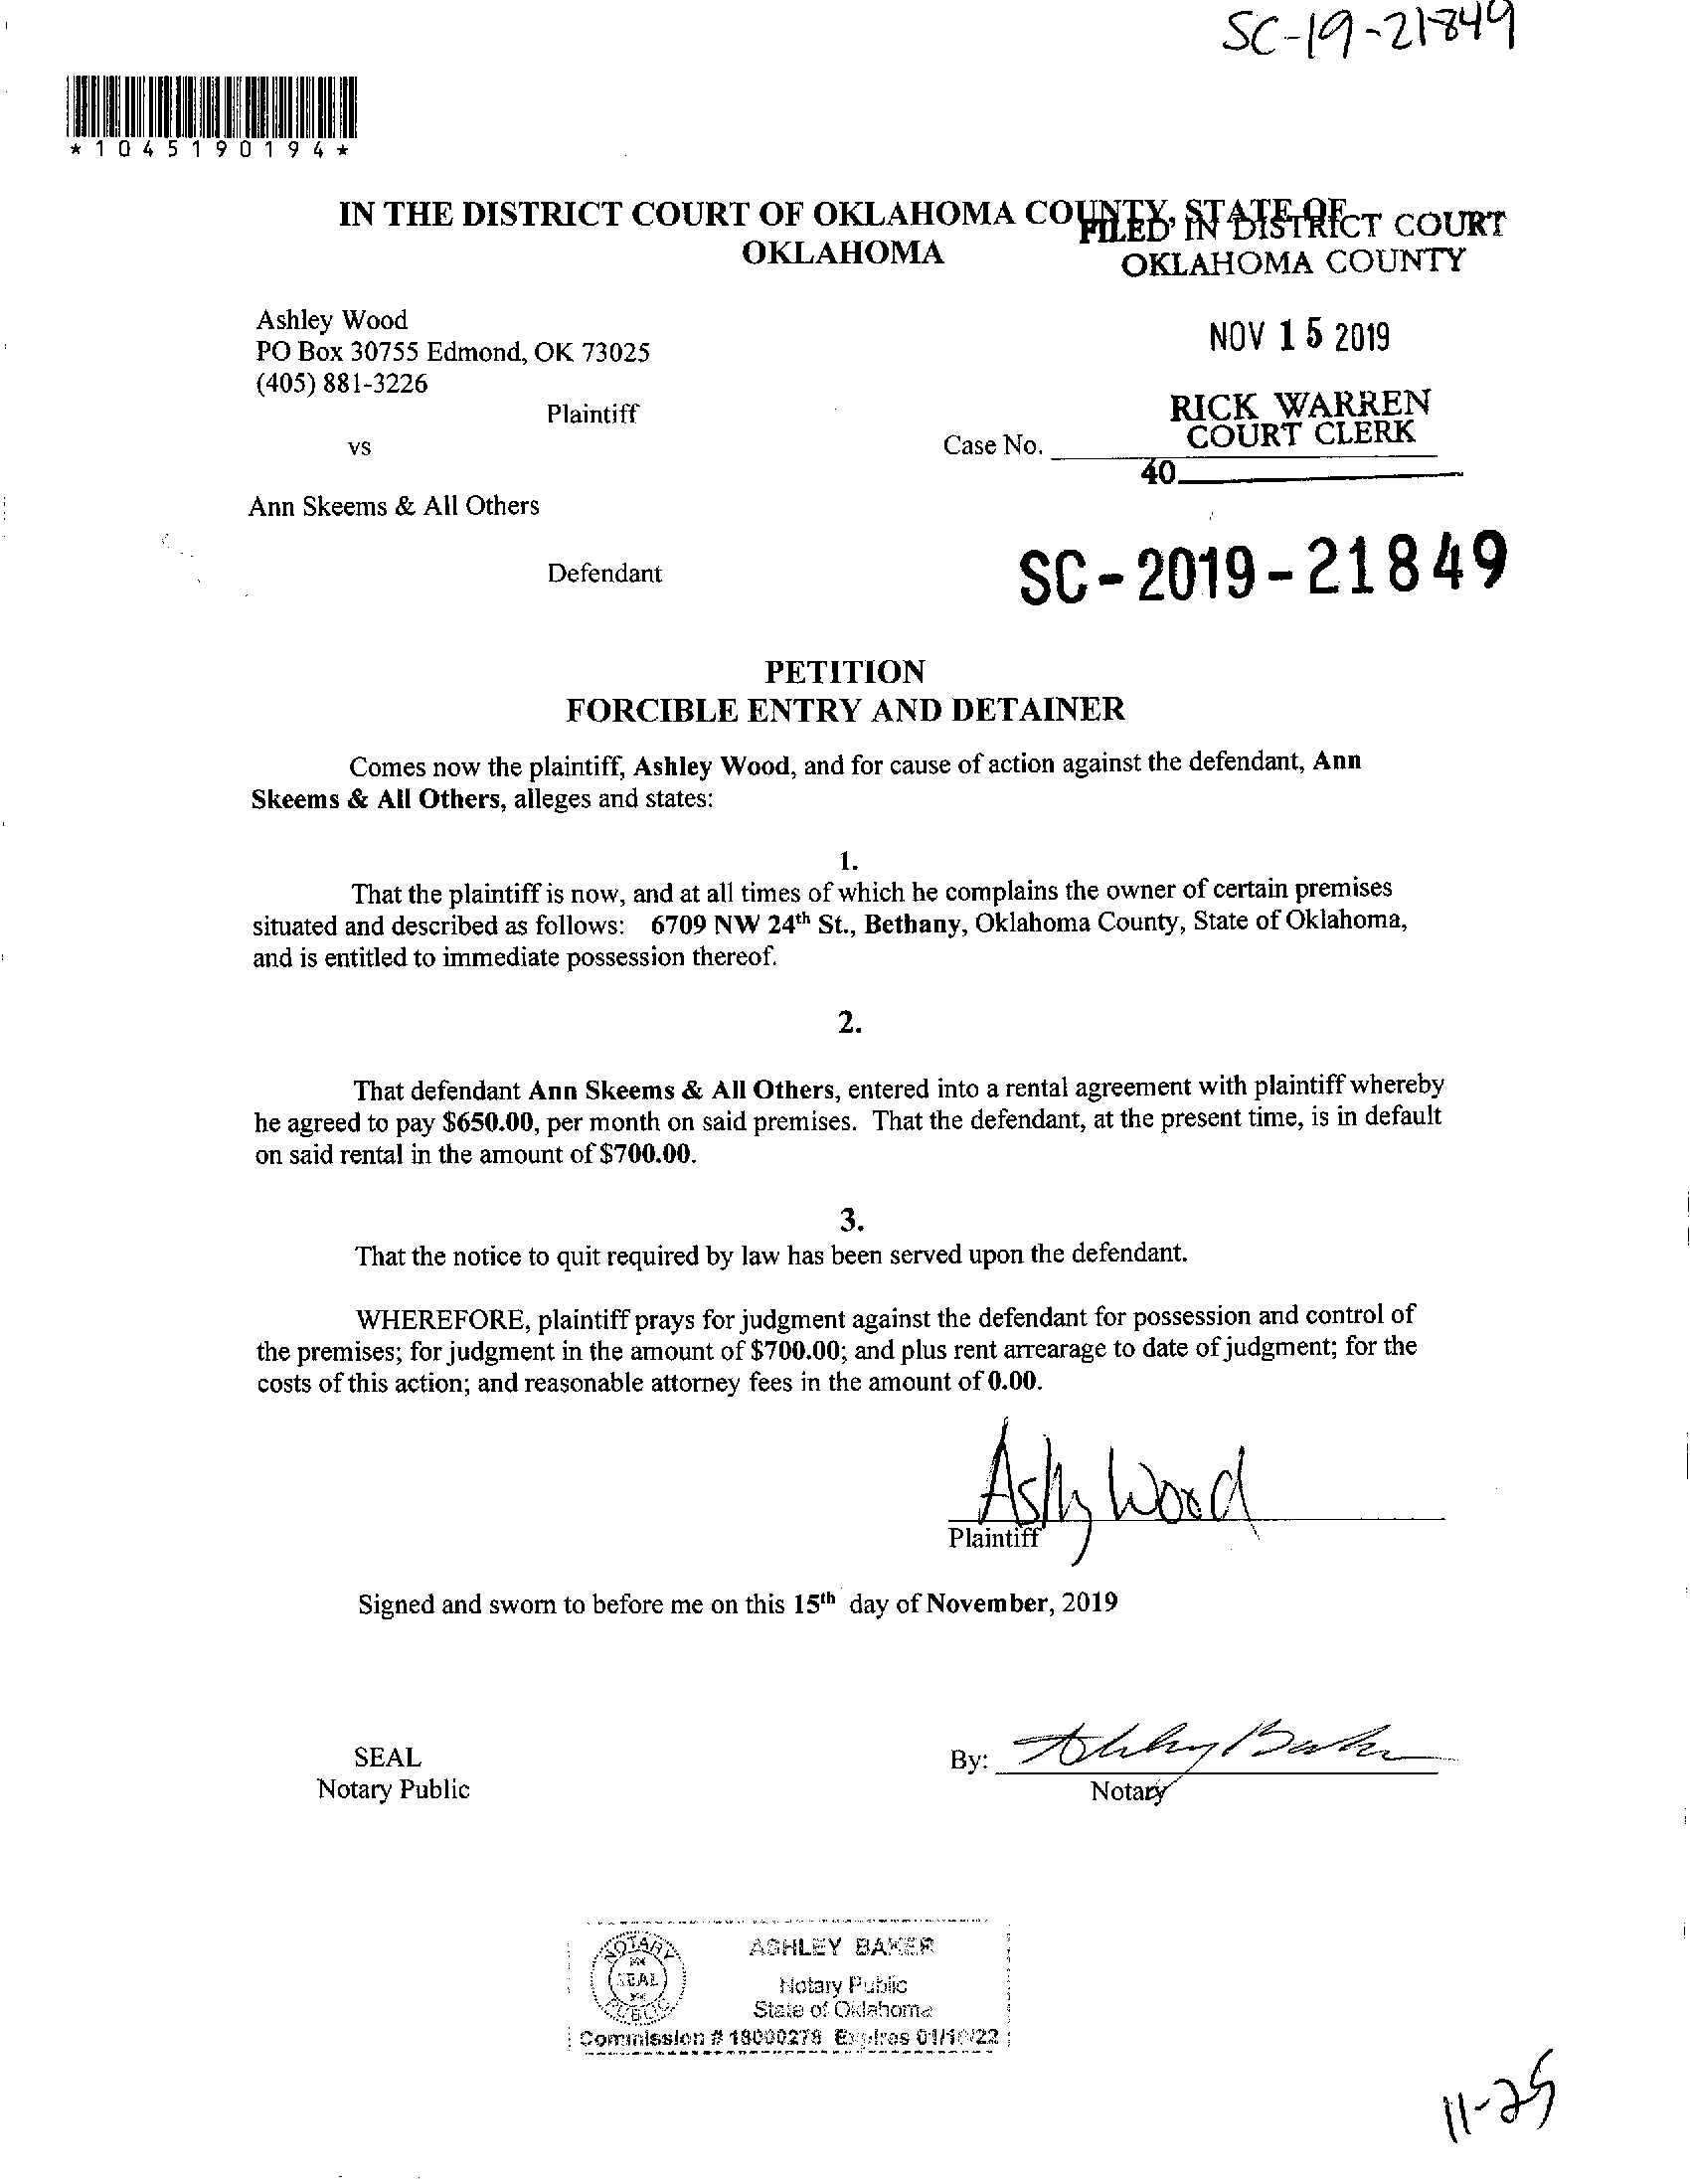 SC-19-21849
*1045190194*
IN THE DISTRICT COURT OF OKLAHOMA COUNTY, STATE OF
OKLAHOMA
FILED IN DISTRICT COURT
OKLAHOMA COUNTY
Ashley Wood
PO Box 30755 Edmond, OK 73025
(405) 881-3226
NOV 15 2019
Plaintiff
RICK WARREN
COURT CLERK
vs
Case No.
40
Ann Skeems & All Others
Defendant
SC-2019-21849
PETITION
FORCIBLE ENTRY AND DETAINER
Comes now the plaintiff, Ashley Wood, and for cause of action against the defendant, Ann
Skeems & All Others, alleges and states:
1.
That the plaintiff is now, and at all times of which he complains the owner of certain premises
situated and described as follows: 6709 NW 24th St., Bethany, Oklahoma County, State of Oklahoma,
and is entitled to immediate possession thereof.
2.
That defendant Ann Skeems & All Others, entered into a rental agreement with plaintiff whereby
he agreed to pay $650.00, per month on said premises. That the defendant, at the present time, is in default
on said rental in the amount of $700.00.
3.
That the notice to quit required by law has been served upon the defendant.
WHEREFORE, plaintiff prays for judgment against the defendant for possession and control of
the premises; for judgment in the amount of $700.00; and plus rent arrearage to date of judgment; for the
costs of this action; and reasonable attorney fees in the amount of 0.00.
Ashly Wood
Plaintiff
Signed and sworn to before me on this 15th day of November, 2019
SEAL
Notary Public
By: Ashley Baker
Notary
NOTARY
SEAL
PUBLIC
ASHLEY BAKER
Notary Public
State of Oklahoma
Commission # 18000278 Expires
11-25